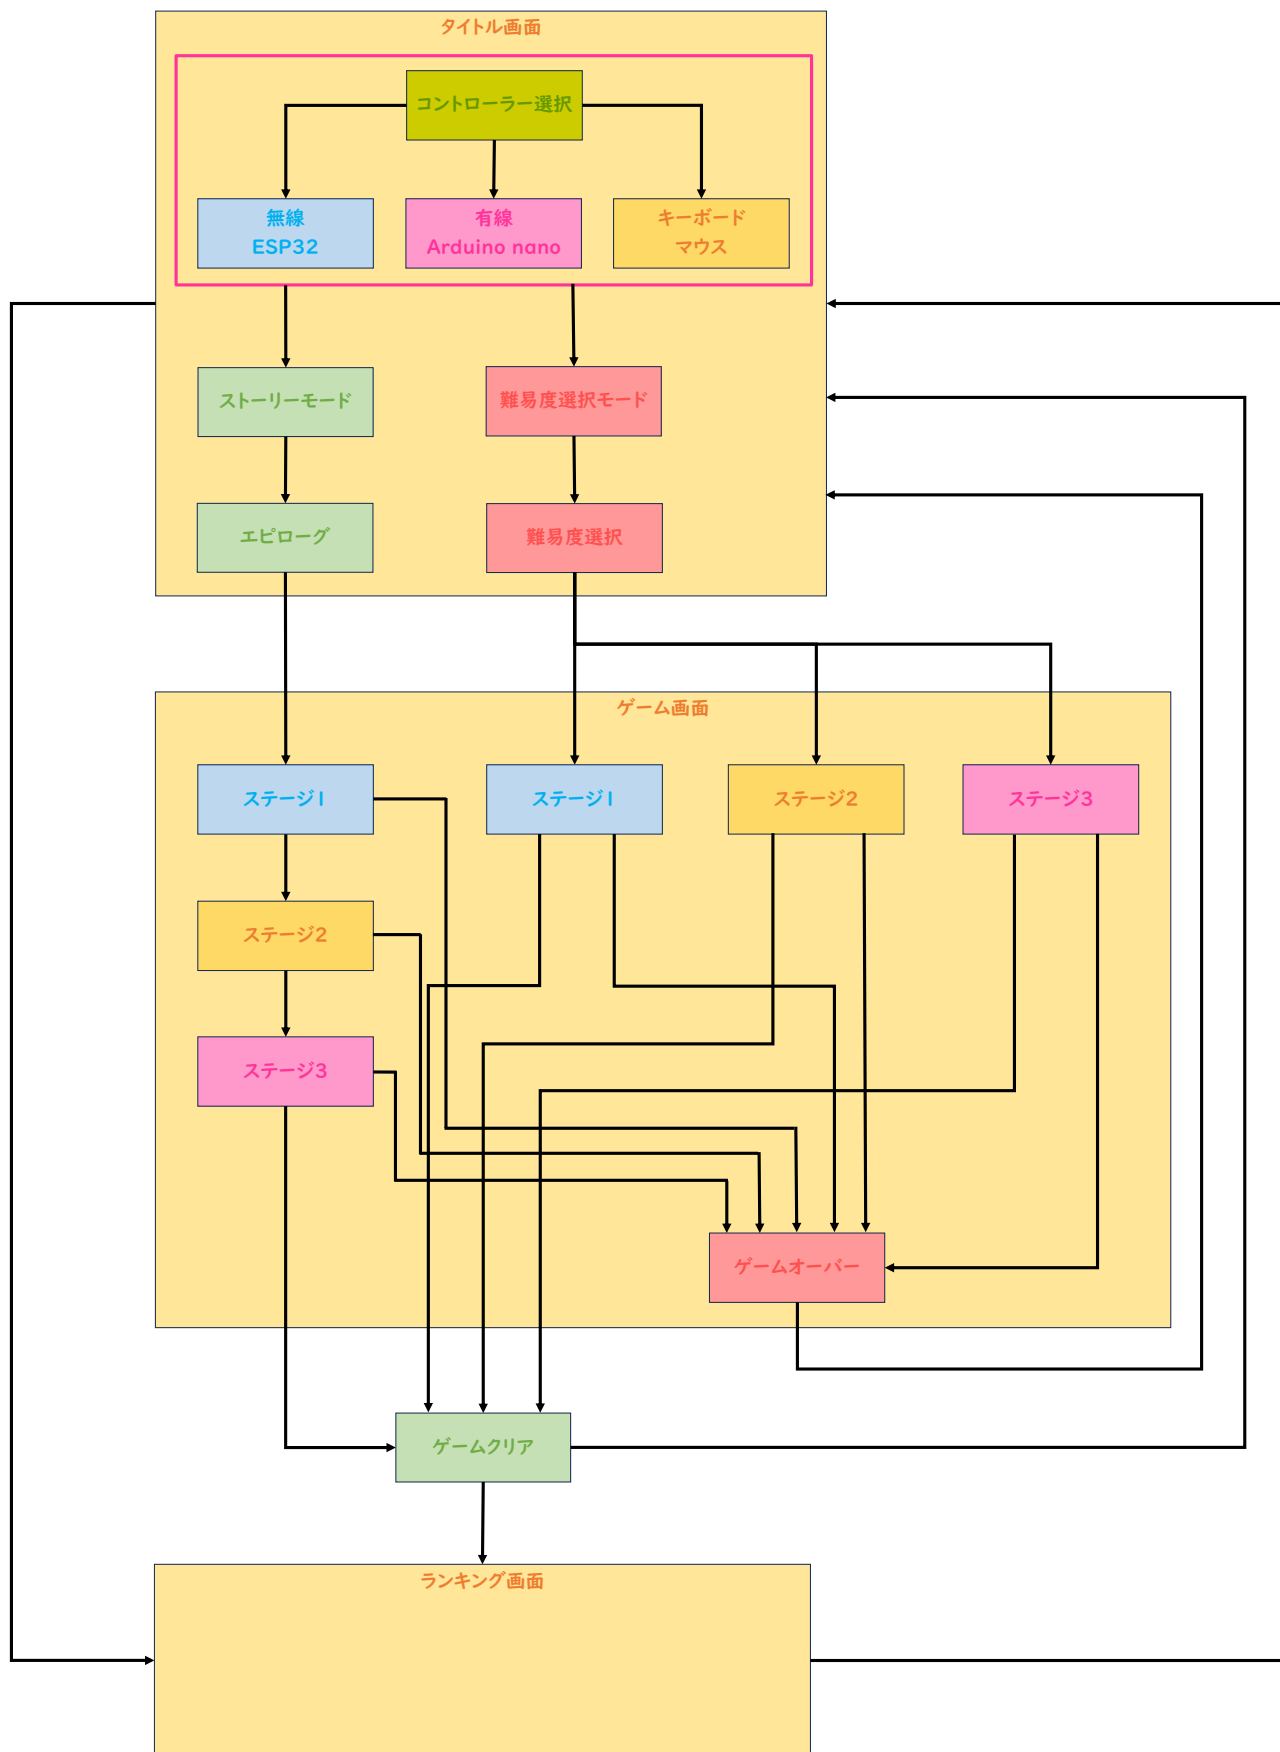 タイトル画面
コントローラー選択
無線
ESP32
有線
Arduino nano
キーボード
マウス
ストーリーモード
難易度選択モード
エピローグ
難易度選択
ゲーム画面
ステージ1
ステージ1
ステージ2
ステージ3
ステージ2
ステージ3
ゲームオーバー
ゲームクリア
ランキング画面